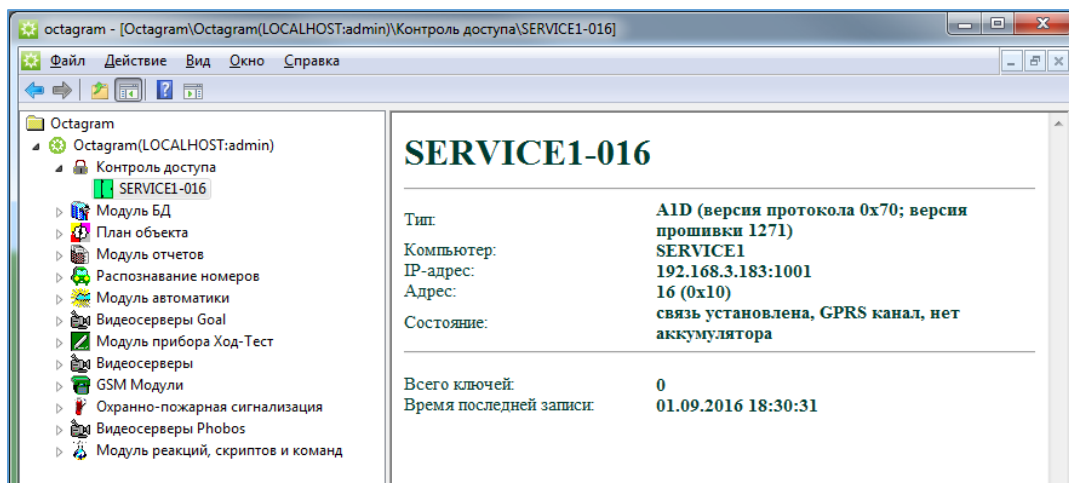 octagram - [Octagram\Octagram(LOCALHOST:admin)\Контроль доступа\SERVICE1-016]
Файл Действие Вид Окно Справка
Octagram
Octagram(LOCALHOST:admin)
Контроль доступа
SERVICE1-016
Модуль БД
План объекта
Модуль отчетов
Распознавание номеров
Модуль автоматики
Видеосерверы Goal
Модуль прибора Ход-Тест
Видеосерверы
GSM Модули
Охранно-пожарная сигнализация
Видеосерверы Phobos
Модуль реакций, скриптов и команд
SERVICE1-016
Тип: A1D (версия протокола 0x70; версия
прошивки 1271)
Компьютер: SERVICE1
IP-адрес: 192.168.3.183:1001
Адрес: 16 (0x10)
Состояние: связь установлена, GPRS канал, нет
аккумулятора
Всего ключей: 0
Время последней записи: 01.09.2016 18:30:31